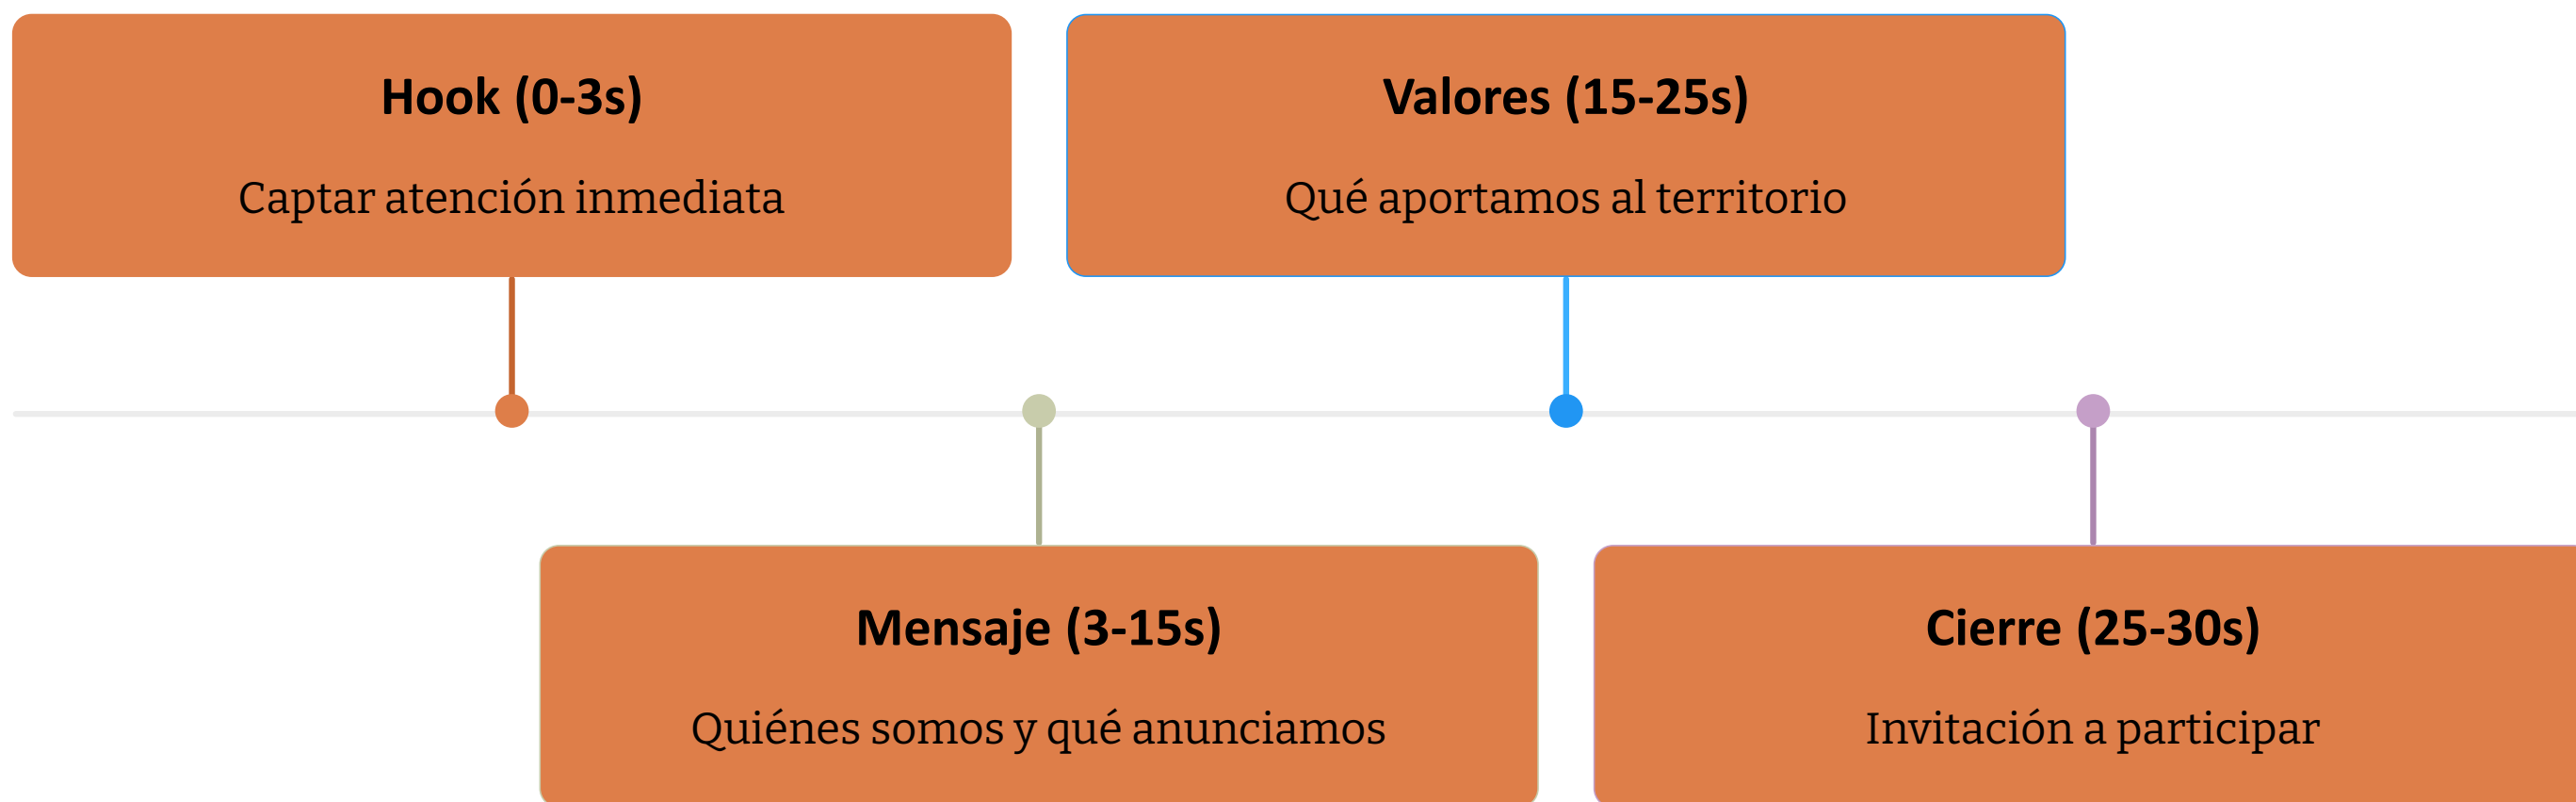 Hook (0-3s)
Captar atención inmediata
Valores (15-25s)
Qué aportamos al territorio
Mensaje (3-15s)
Quiénes somos y qué anunciamos
Cierre (25-30s)
Invitación a participar